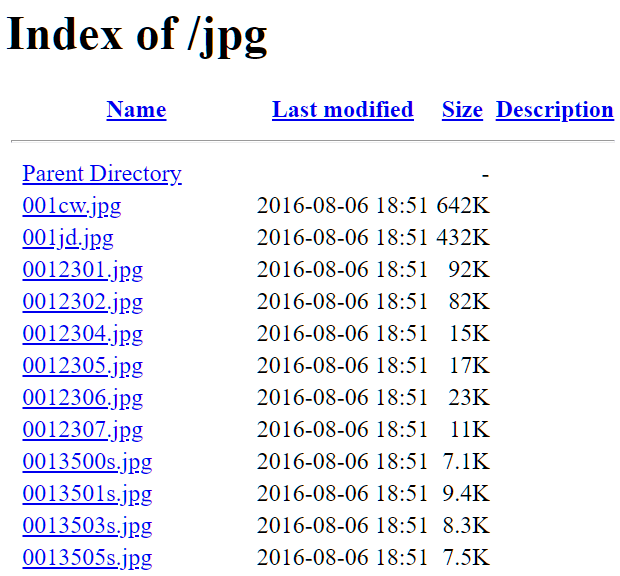 Index of /jpg
Name Last modified Size Description
Parent Directory -
001cw.jpg 2016-08-06 18:51 642K
001jd.jpg 2016-08-06 18:51 432K
0012301.jpg 2016-08-06 18:51 92K
0012302.jpg 2016-08-06 18:51 82K
0012304.jpg 2016-08-06 18:51 15K
0012305.jpg 2016-08-06 18:51 17K
0012306.jpg 2016-08-06 18:51 23K
0012307.jpg 2016-08-06 18:51 11K
0013500s.jpg 2016-08-06 18:51 7.1K
0013501s.jpg 2016-08-06 18:51 9.4K
0013503s.jpg 2016-08-06 18:51 8.3K
0013505s.jpg 2016-08-06 18:51 7.5K